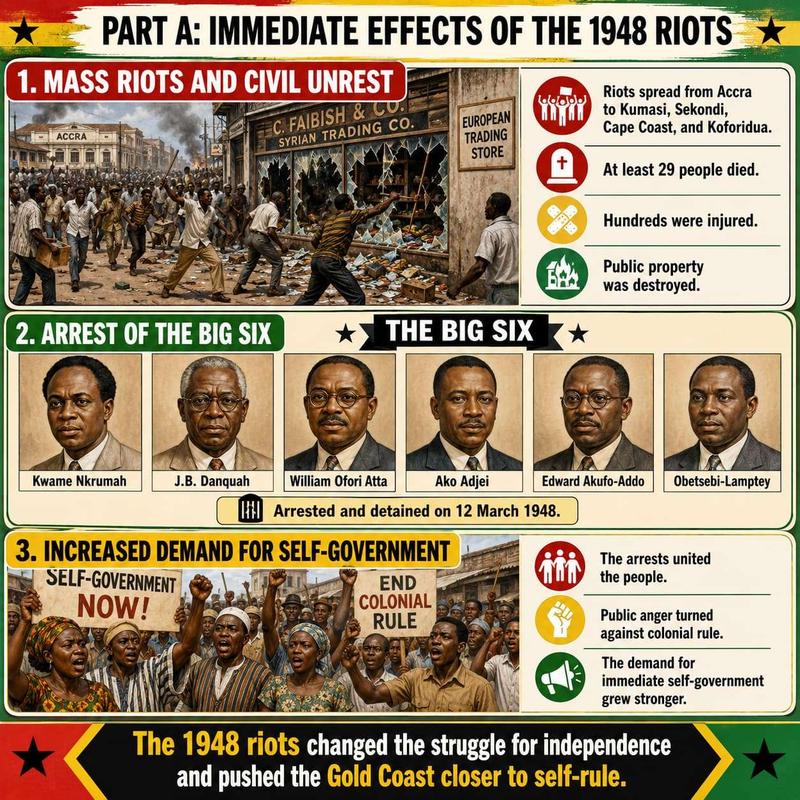 PART A: IMMEDIATE EFFECTS OF THE 1948 RIOTS
1. MASS RIOTS AND CIVIL UNREST
ACCRA
C. FAIBISH & CO.
SYRIAN TRADING CO.
EUROPEAN
TRADING
STORE
Riots spread from Accra
to Kumasi, Sekondi,
Cape Coast, and Koforidua.
At least 29 people died.
Hundreds were injured.
Public property
was destroyed.
2. ARREST OF THE BIG SIX
THE BIG SIX
Kwame Nkrumah
J.B. Danquah
William Ofori Atta
Ako Adjei
Edward Akufo-Addo
Obetsebi-Lamptey
Arrested and detained on 12 March 1948.
3. INCREASED DEMAND FOR SELF-GOVERNMENT
SELF-GOVERNMENT
NOW!
END
COLONIAL
RULE
The arrests united
the people.
Public anger turned
against colonial rule.
The demand for
immediate self-government
grew stronger.
The 1948 riots changed the struggle for independence
and pushed the Gold Coast closer to self-rule.